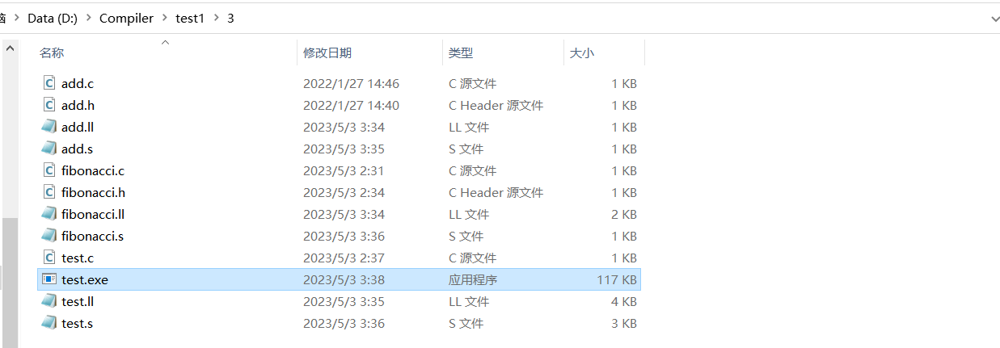 脑 > Data (D:) > Compiler > test1 > 3
名称 修改日期 类型 大小
add.c 2022/1/27 14:46 C 源文件 1 KB
add.h 2022/1/27 14:40 C Header 源文件 1 KB
add.ll 2023/5/3 3:34 LL 文件 1 KB
add.s 2023/5/3 3:35 S 文件 1 KB
fibonacci.c 2023/5/3 2:31 C 源文件 1 KB
fibonacci.h 2023/5/3 2:34 C Header 源文件 1 KB
fibonacci.ll 2023/5/3 3:34 LL 文件 2 KB
fibonacci.s 2023/5/3 3:36 S 文件 1 KB
test.c 2023/5/3 2:37 C 源文件 1 KB
test.exe 2023/5/3 3:38 应用程序 117 KB
test.ll 2023/5/3 3:35 LL 文件 4 KB
test.s 2023/5/3 3:36 S 文件 3 KB